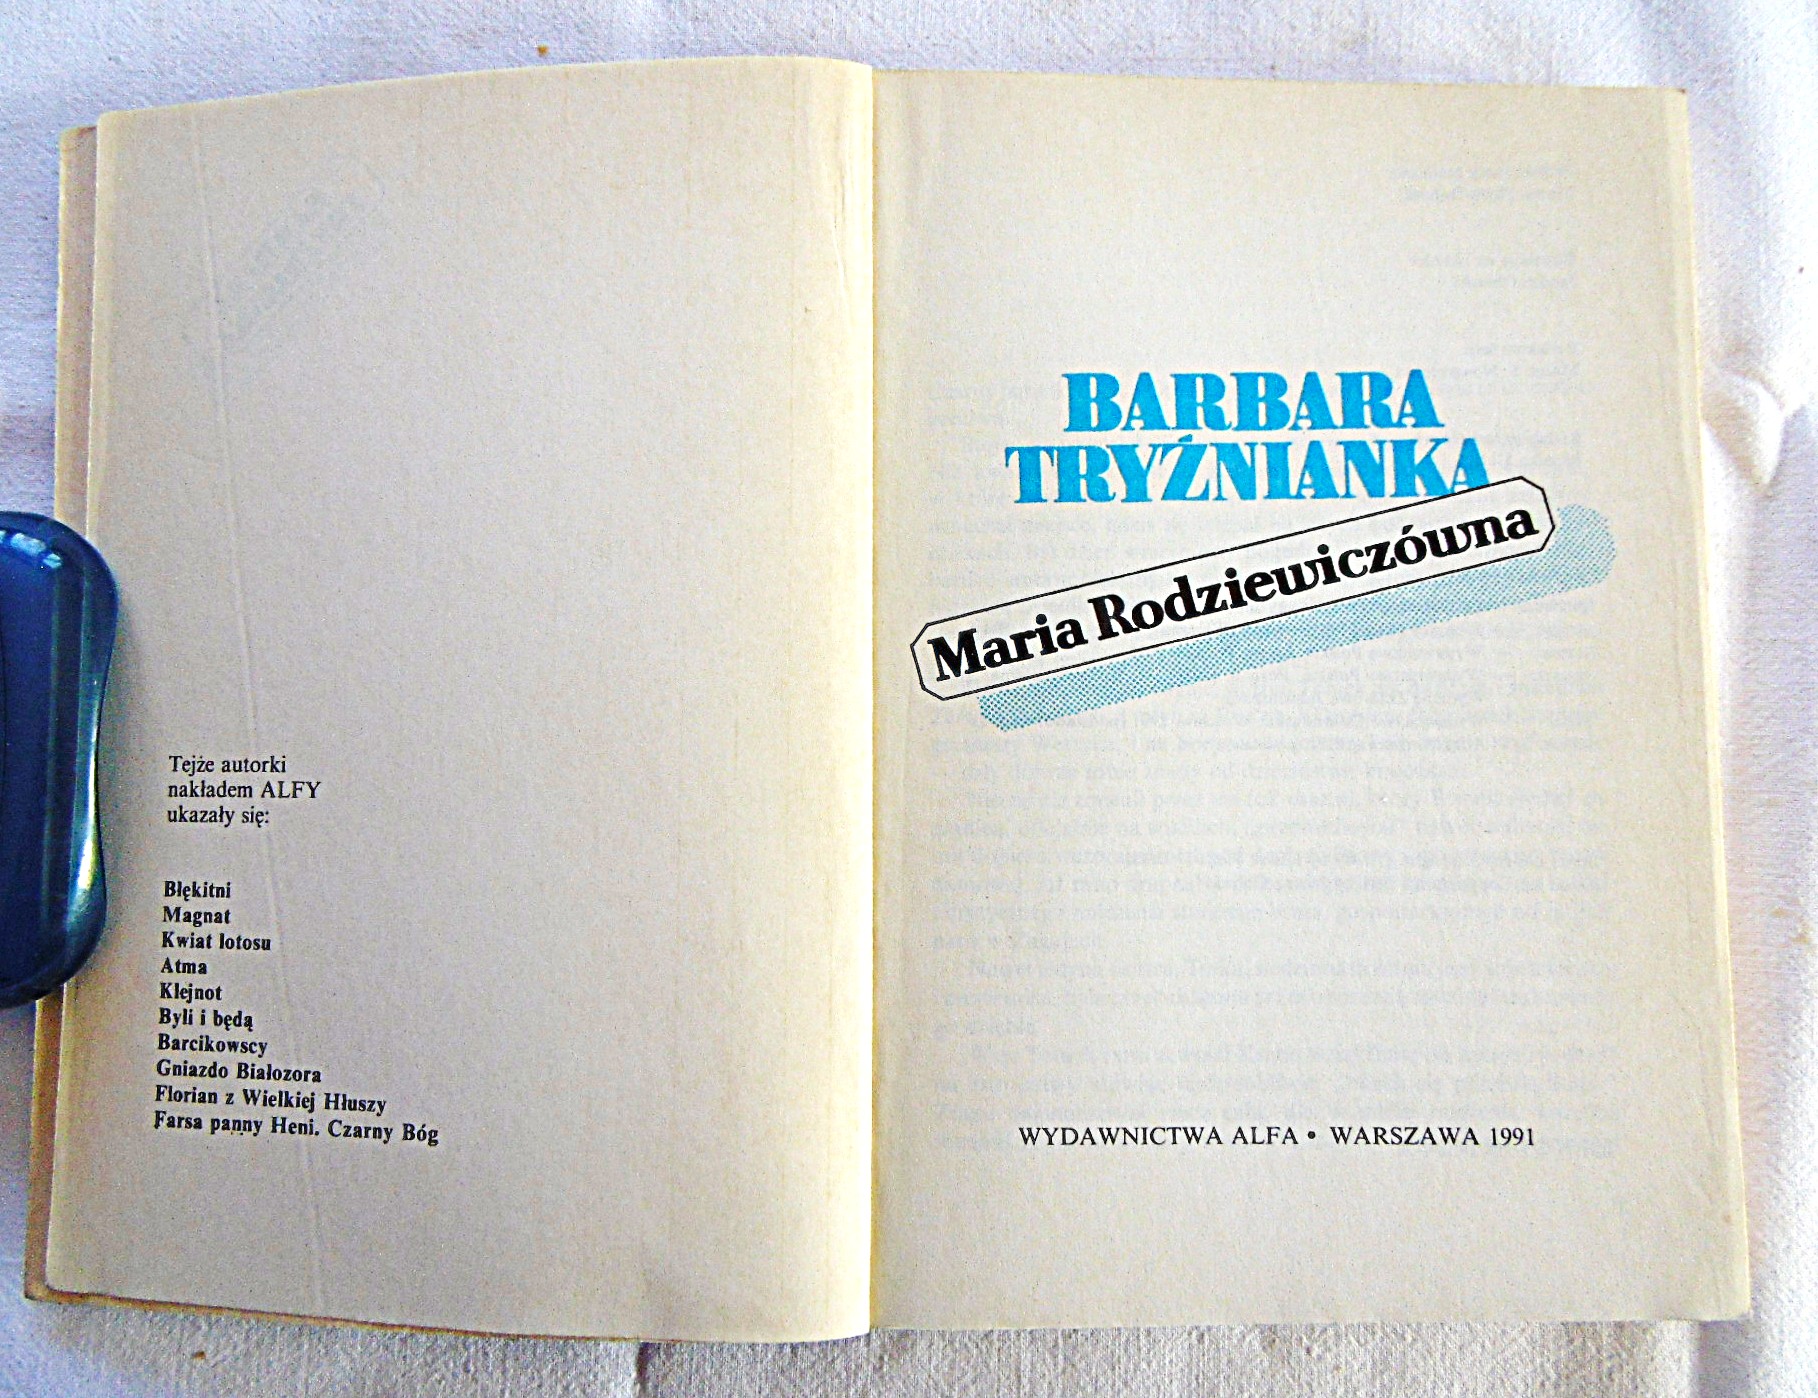 Tejże autorki
nakładem ALFY
ukazały się:
Błękitni
Magnat
Kwiat lotosu
Atma
Klejnot
Byli i będą
Barcikowscy
Gniazdo Białozora
Florian z Wielkiej Hłuszy
Farsa panny Heni. Czarny Bóg
BARBARA
TRYŹNIANKA
Maria Rodziewiczówna
WYDAWNICTWA ALFA • WARSZAWA 1991